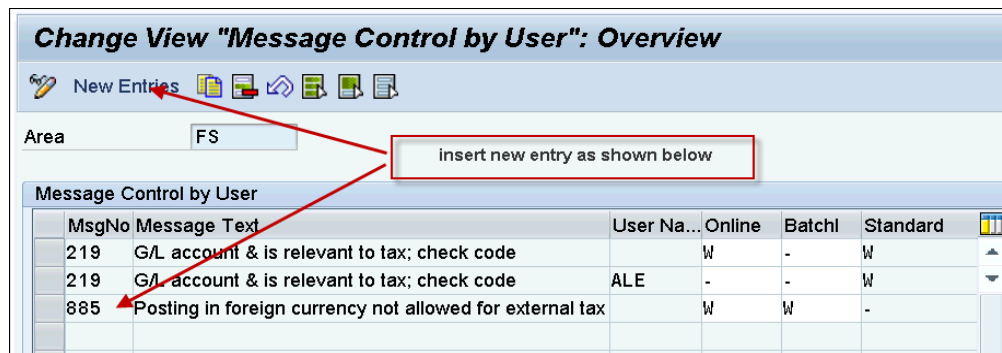 Change View "Message Control by User": Overview
New Entries
Area FS
insert new entry as shown below
Message Control by User
MsgNo Message Text User Na... Online BatchI Standard
219 G/L account & is relevant to tax; check code W - W
219 G/L account & is relevant to tax; check code ALE - - W
885 Posting in foreign currency not allowed for external tax W W -